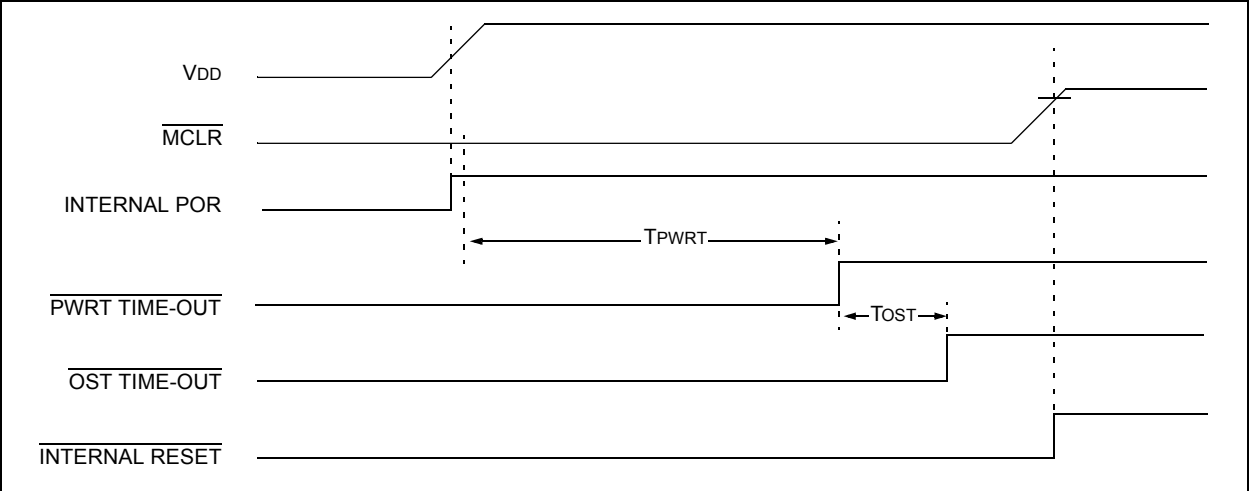 VDD
MCLR
INTERNAL POR
TPWRT
PWRT TIME-OUT
TOST
OST TIME-OUT
INTERNAL RESET